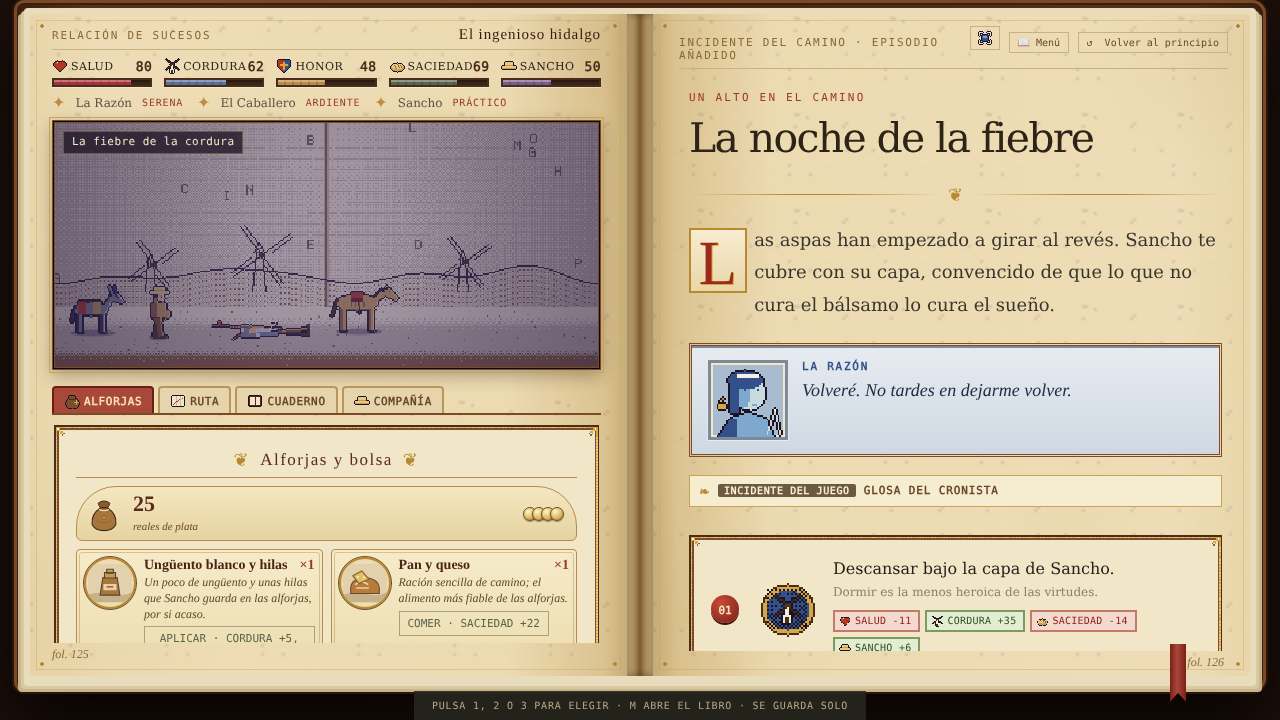 RELACIÓN DE SUCESOS
El ingenioso hidalgo
SALUD 80
CORDURA 62
HONOR 48
SACIEDAD 69
SANCHO 50
La Razón SERENA
El Caballero ARDIENTE
Sancho PRÁCTICO
La fiebre de la cordura
B L M O G H C I N E D P
ALFORJAS
RUTA
CUADERNO
COMPAÑÍA
Alforjas y bolsa
25
reales de plata
Ungüento blanco y hilas ×1
Un poco de ungüento y unas hilas
que Sancho guarda en las alforjas,
por si acaso.
APLICAR · CORDURA +5,
Pan y queso ×1
Ración sencilla de camino; el
alimento más fiable de las alforjas.
COMER · SACIEDAD +22
fol. 125
INCIDENTE DEL CAMINO · EPISODIO
AÑADIDO
Menú
↺ Volver al principio
UN ALTO EN EL CAMINO
La noche de la fiebre
Las aspas han empezado a girar al revés. Sancho te
cubre con su capa, convencido de que lo que no
cura el bálsamo lo cura el sueño.
LA RAZÓN
Volveré. No tardes en dejarme volver.
INCIDENTE DEL JUEGO GLOSA DEL CRONISTA
01
Descansar bajo la capa de Sancho.
Dormir es la menos heroica de las virtudes.
SALUD -11
CORDURA +35
SACIEDAD -14
SANCHO +6
fol. 126
PULSA 1, 2 O 3 PARA ELEGIR · M ABRE EL LIBRO · SE GUARDA SOLO